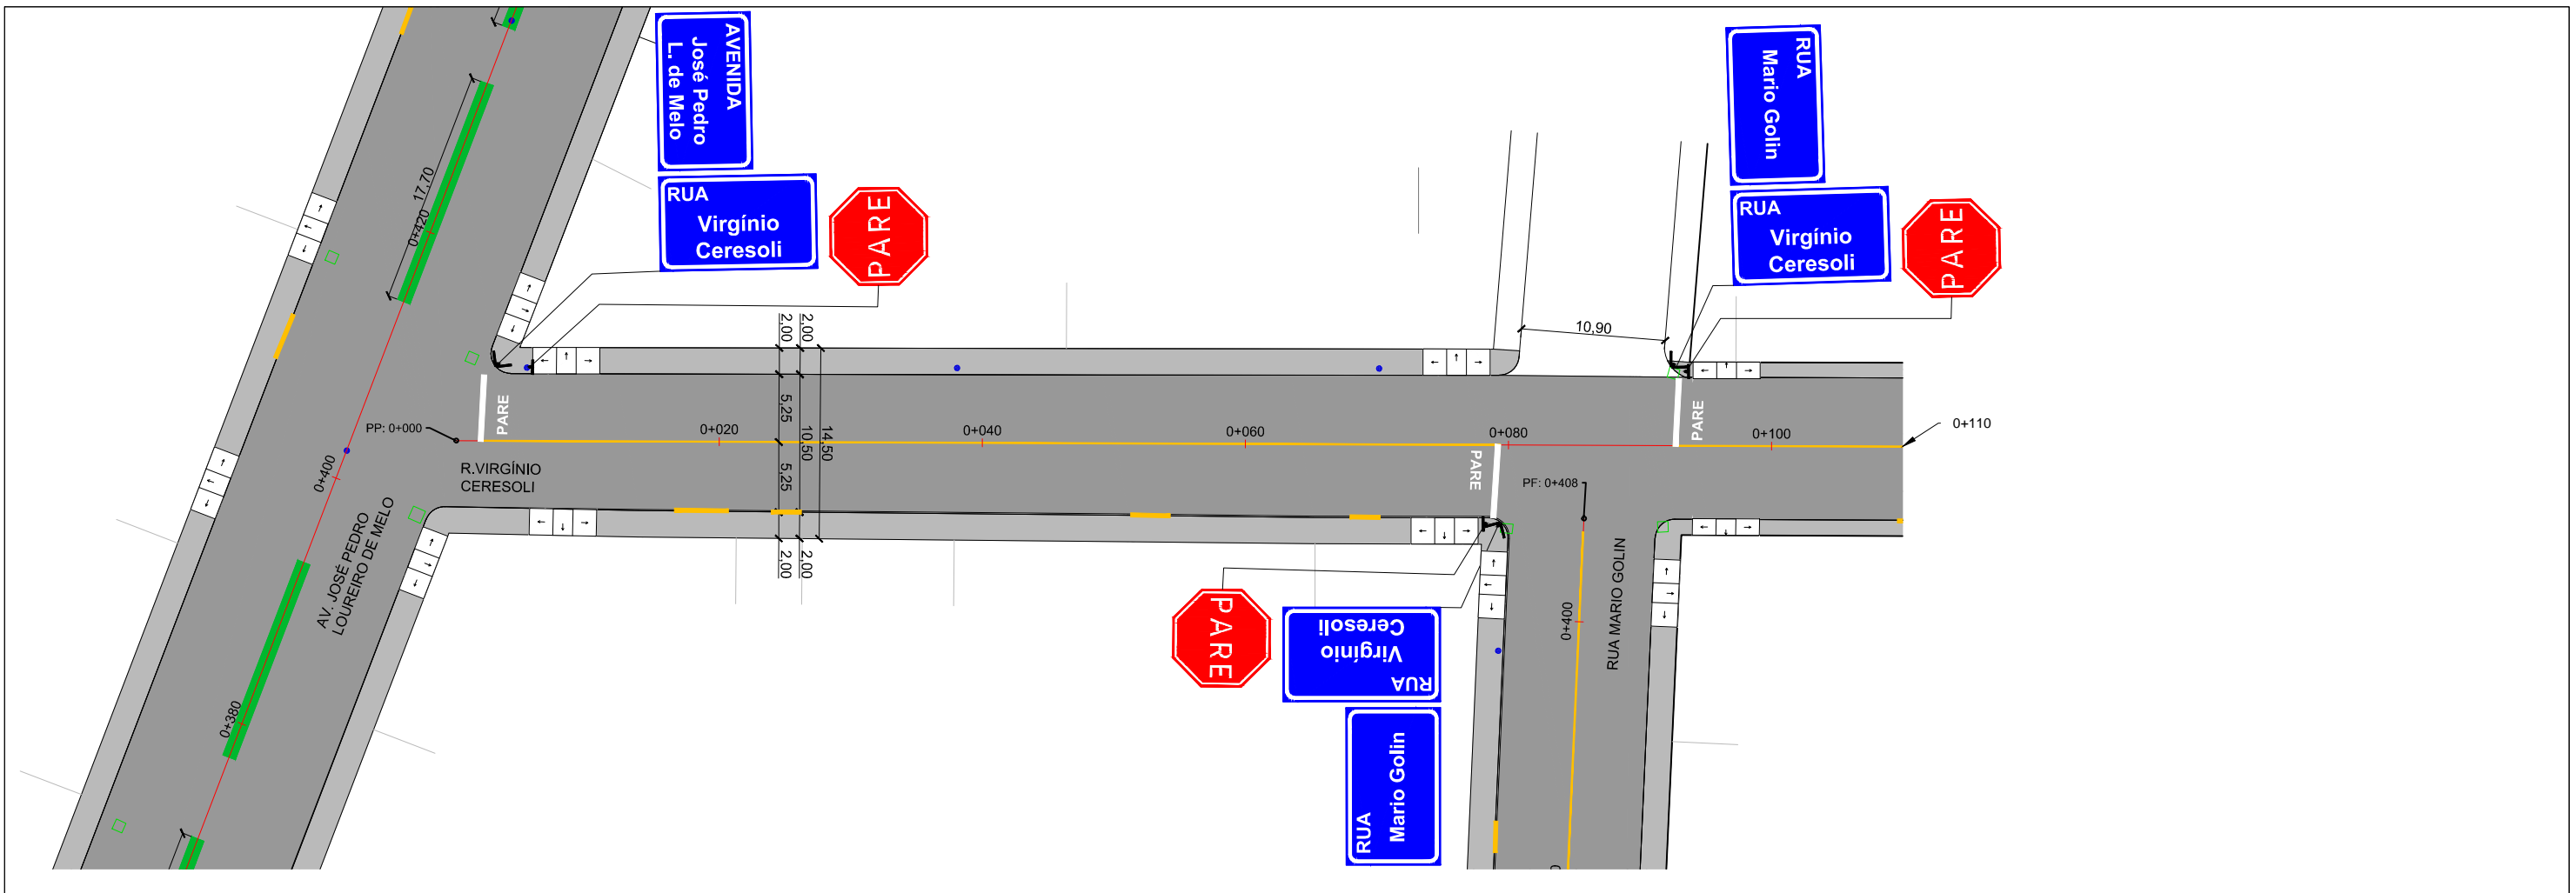 AVENIDA
José Pedro
L. de Melo
RUA
Virgínio
Ceresoli
PARE
RUA
Mario Golin
RUA
Virgínio
Ceresoli
PARE
17,70
0+420
2,00
2,00
10,90
PARE
5,25
10,50
14,50
PARE
PP: 0+000
0+020
0+040
0+060
0+080
0+100
0+110
R.VIRGÍNIO
CERESOLI
0+400
5,25
PARE
PF: 0+408
AV. JOSÉ PEDRO
LOUREIRO DE MELO
2,00
2,00
0+400
RUA MARIO GOLIN
PARE
RUA
Virgínio
Ceresoli
0+380
RUA
Mario Golin